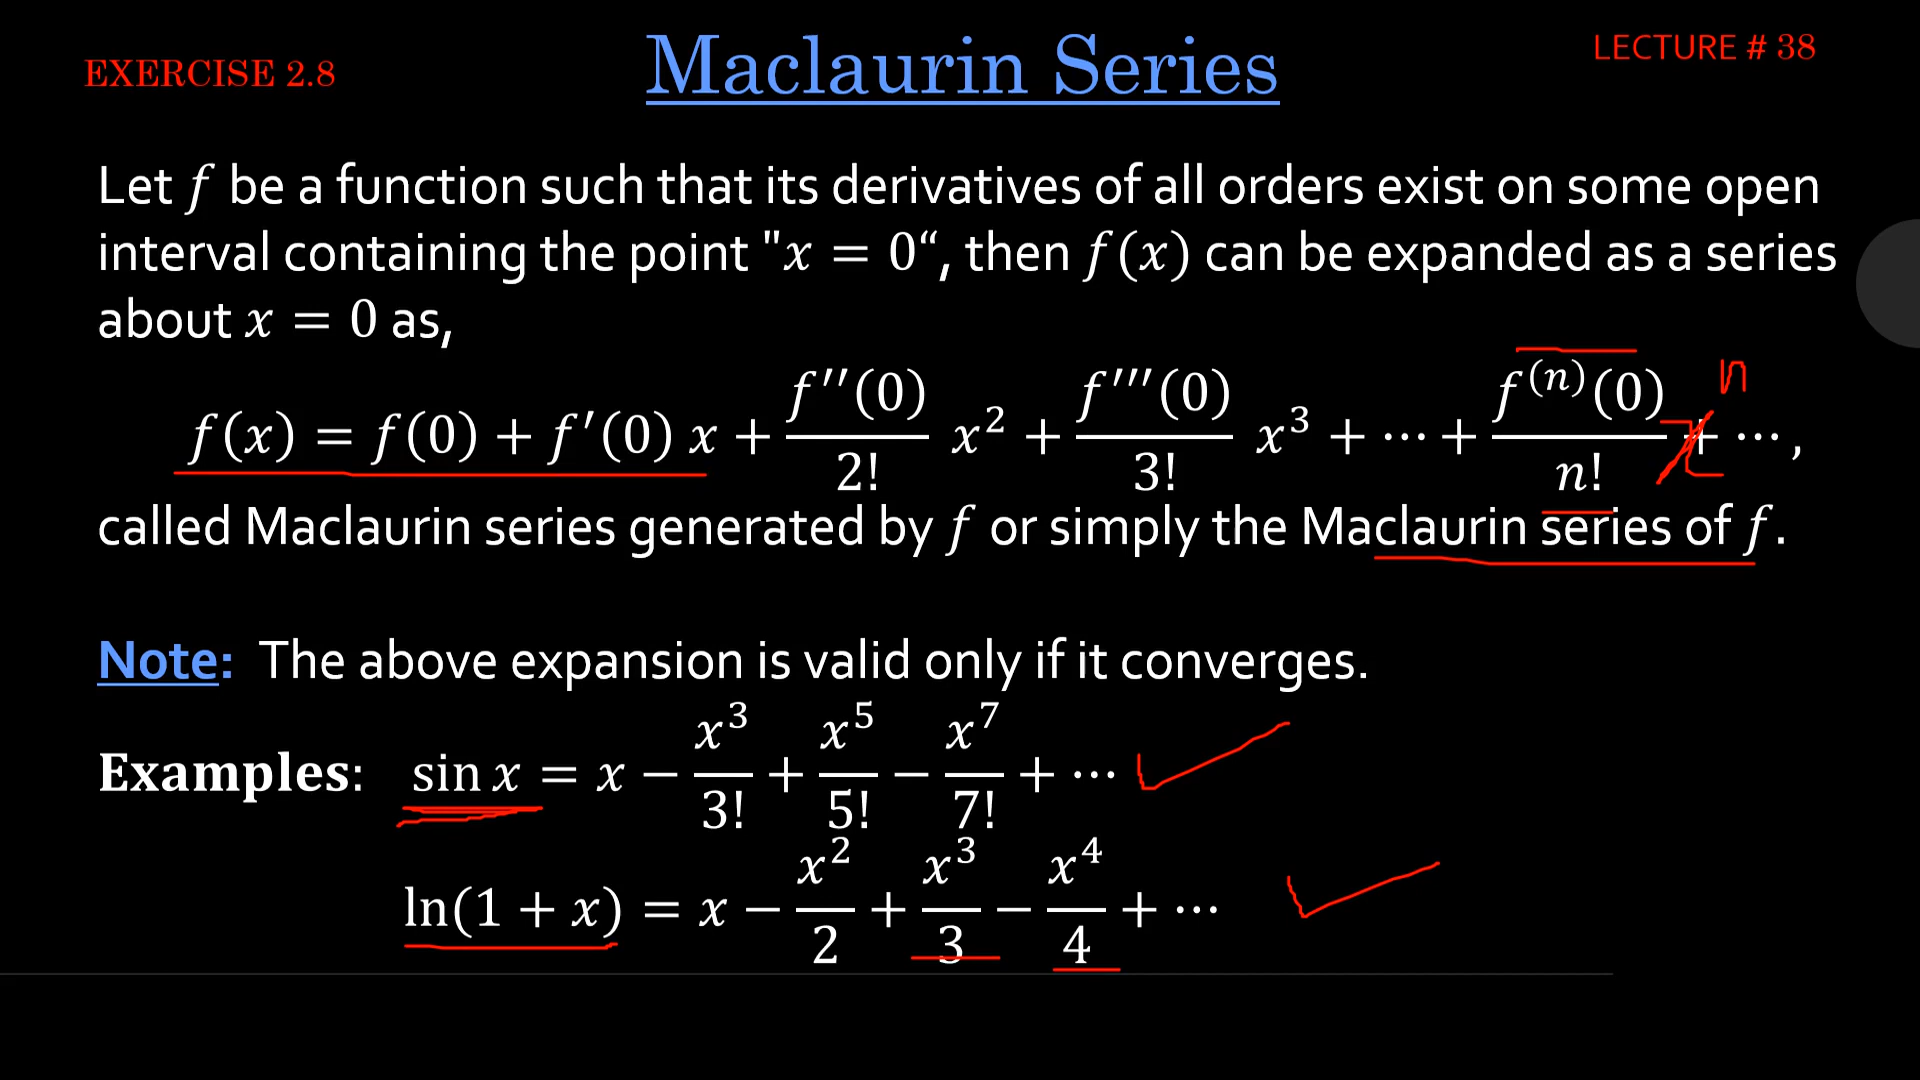 EXERCISE 2.8
Maclaurin Series
LECTURE # 38
Let f be a function such that its derivatives of all orders exist on some open
interval containing the point "x = 0“, then f(x) can be expanded as a series
about x = 0 as,
f(x) = f(0) + f′(0) x + f′′(0)/2! x² + f′′′(0)/3! x³ + ⋯ + f⁽ⁿ⁾(0)/n! xⁿ + ⋯ ,
called Maclaurin series generated by f or simply the Maclaurin series of f.
Note: The above expansion is valid only if it converges.
Examples: sin x = x − x³/3! + x⁵/5! − x⁷/7! + ⋯
ln(1 + x) = x − x²/2 + x³/3 − x⁴/4 + ⋯